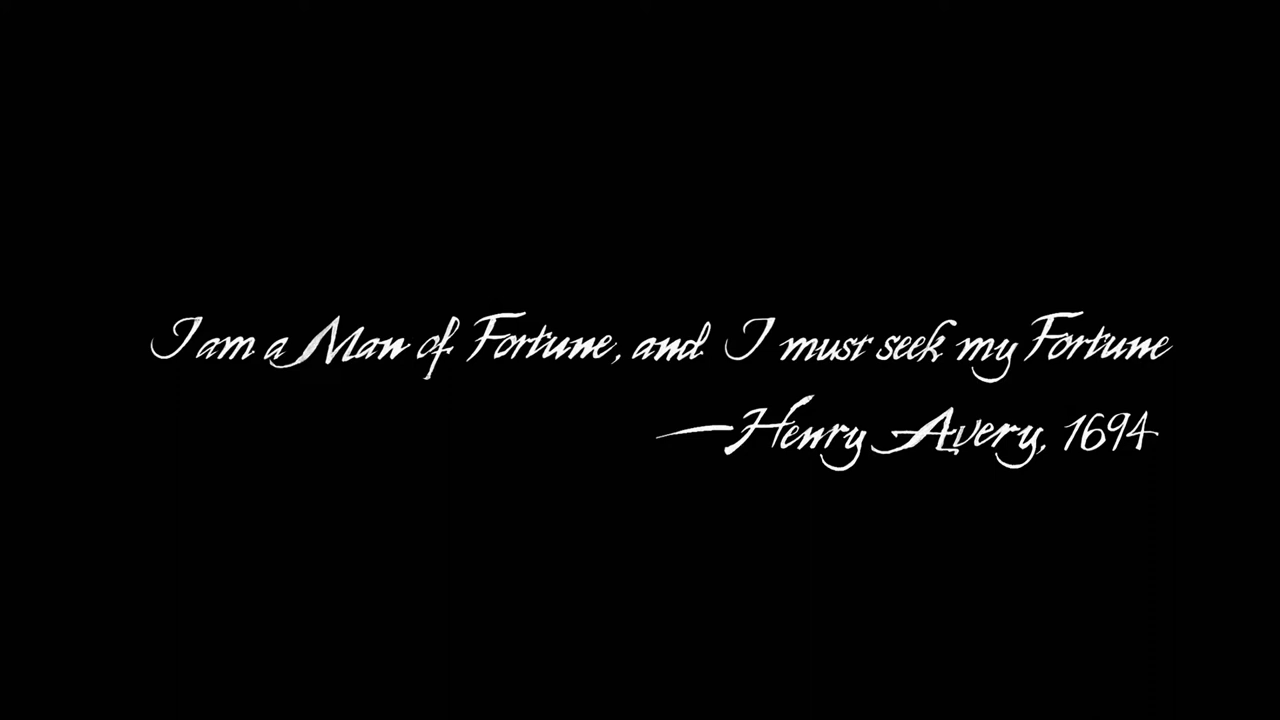 I am a Man of Fortune, and I must seek my Fortune
—Henry Avery, 1694